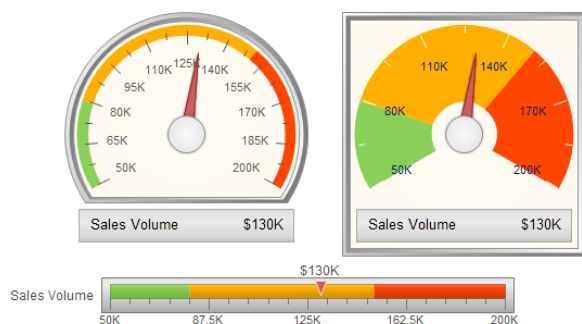 125K
110K 140K
95K 155K
80K 170K
65K 185K
50K 200K
Sales Volume $130K
110K 140K
80K 170K
50K 200K
Sales Volume $130K
$130K
Sales Volume
50K 87.5K 125K 162.5K 200K